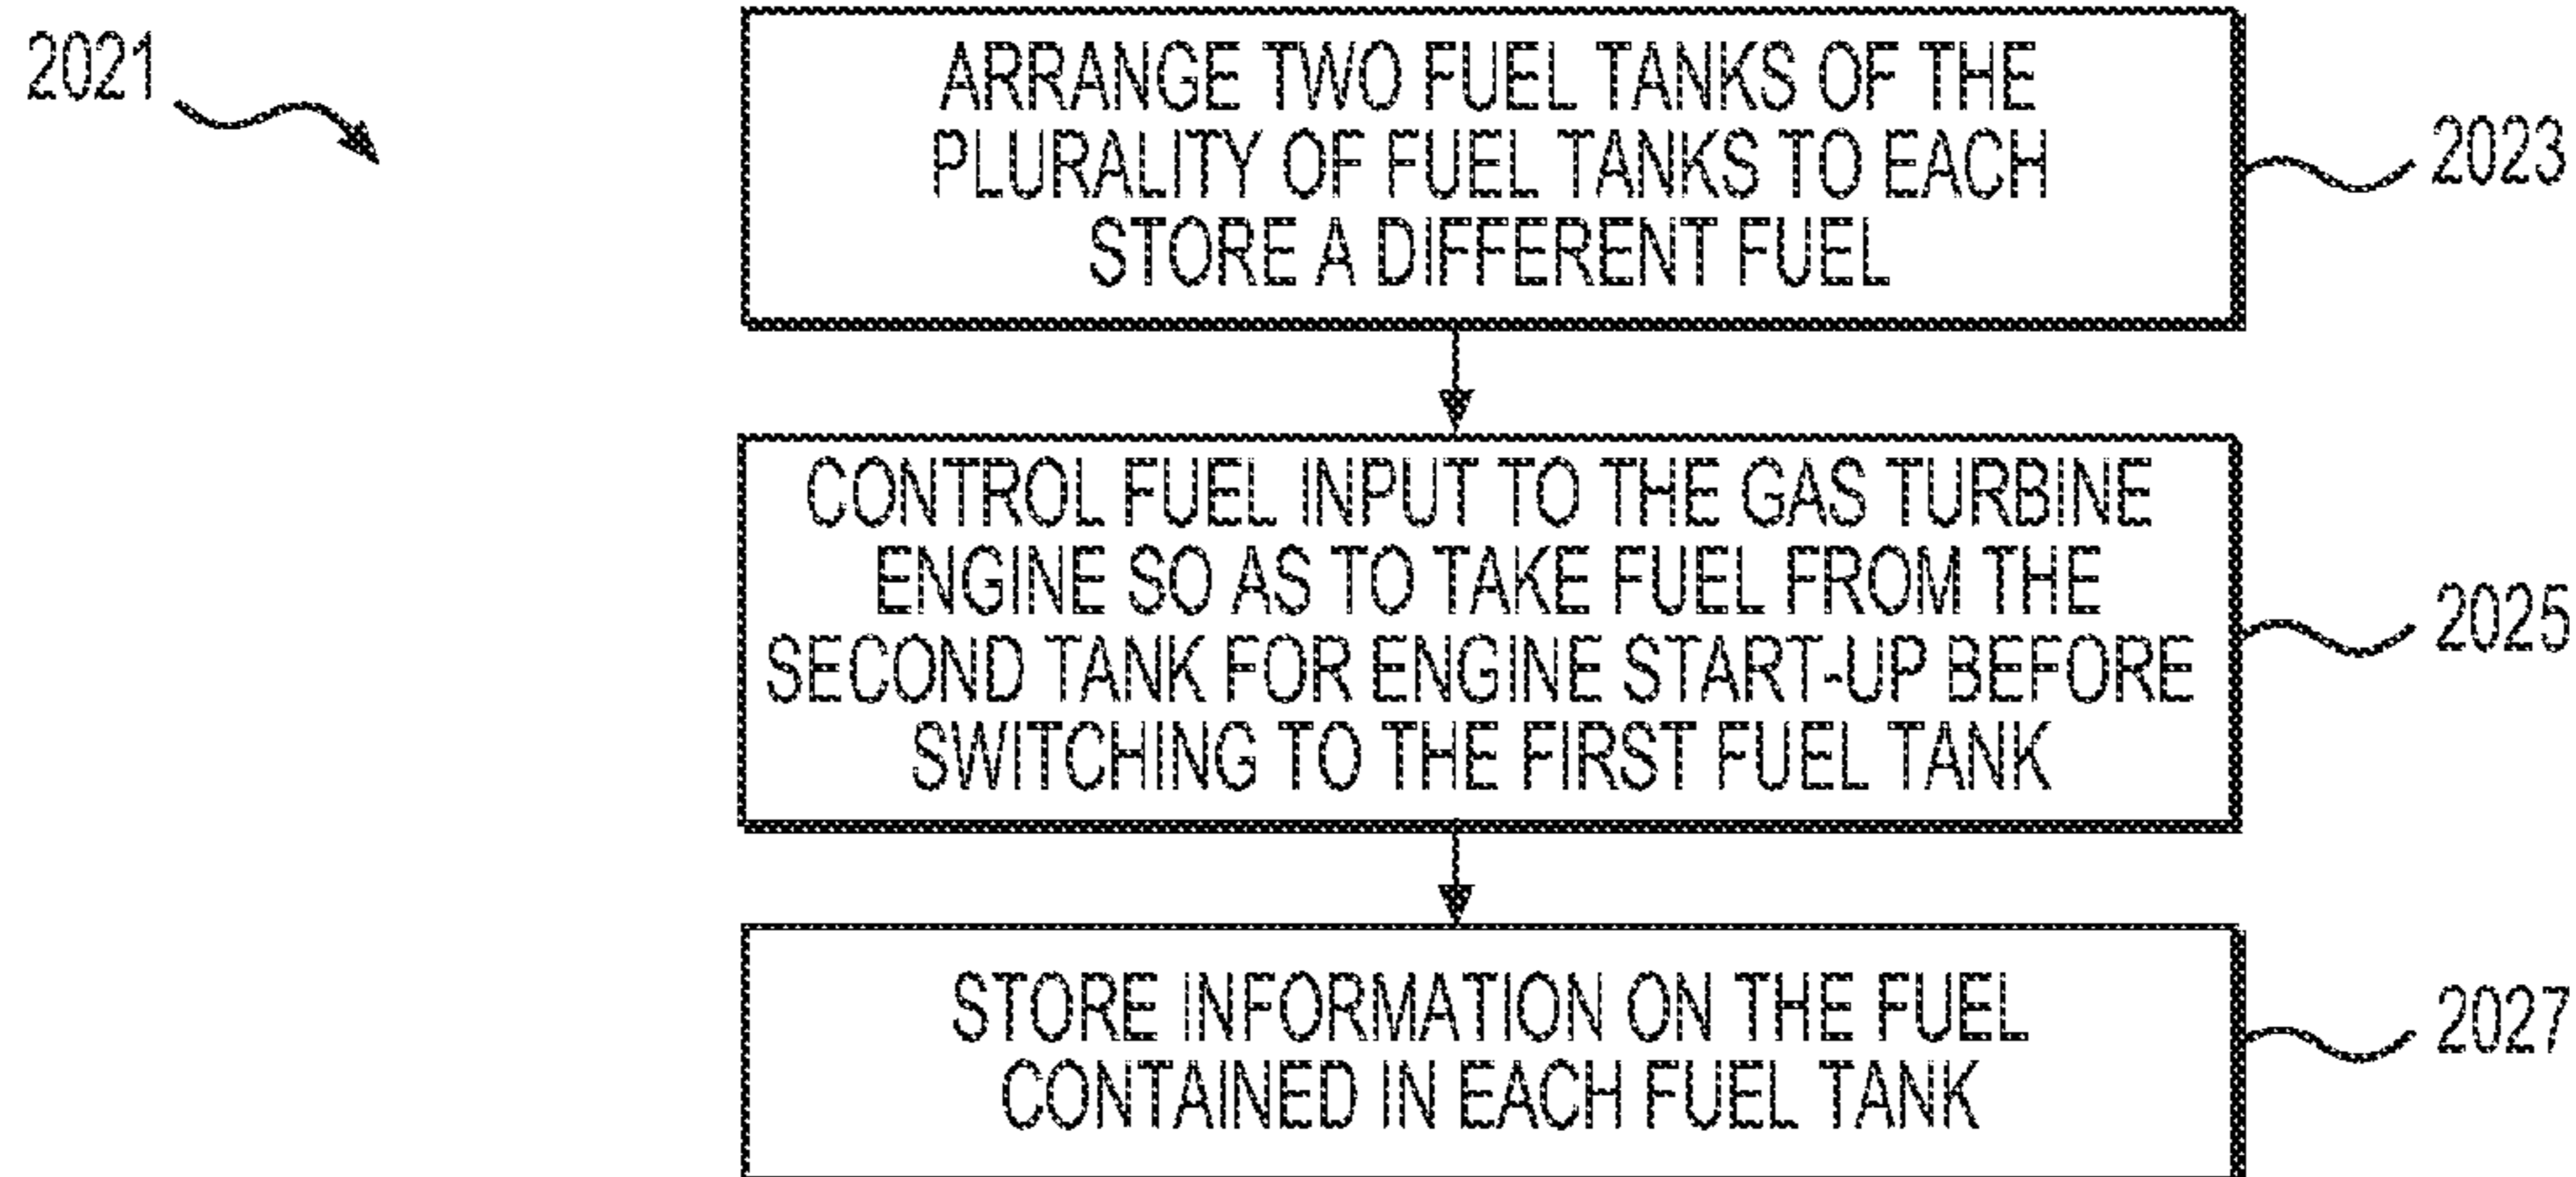 2021
ARRANGE TWO FUEL TANKS OF THE
PLURALITY OF FUEL TANKS TO EACH
STORE A DIFFERENT FUEL
2023
CONTROL FUEL INPUT TO THE GAS TURBINE
ENGINE SO AS TO TAKE FUEL FROM THE
SECOND TANK FOR ENGINE START-UP BEFORE
SWITCHING TO THE FIRST FUEL TANK
2025
STORE INFORMATION ON THE FUEL
CONTAINED IN EACH FUEL TANK
2027